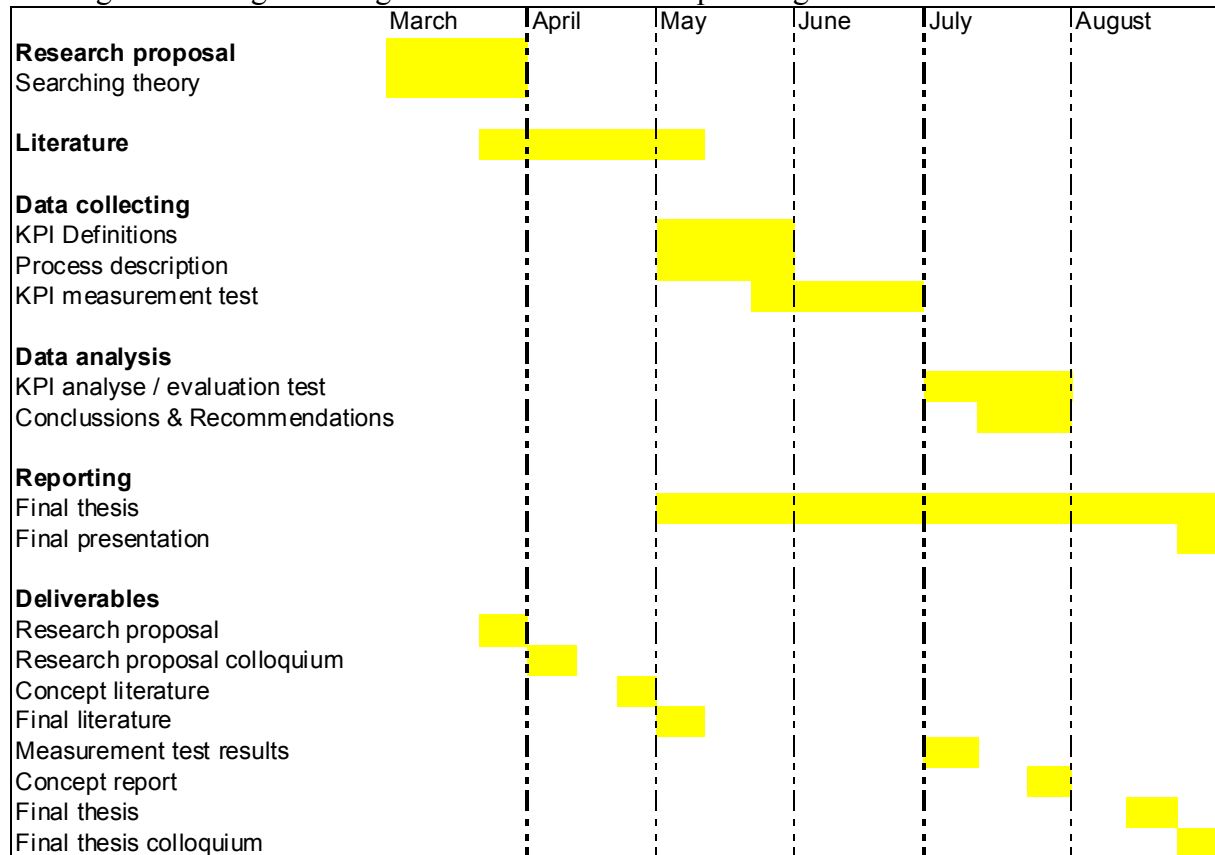 March April May June July August
Research proposal
Searching theory
Literature
Data collecting
KPI Definitions
Process description
KPI measurement test
Data analysis
KPI analyse / evaluation test
Conclussions & Recommendations
Reporting
Final thesis
Final presentation
Deliverables
Research proposal
Research proposal colloquium
Concept literature
Final literature
Measurement test results
Concept report
Final thesis
Final thesis colloquium